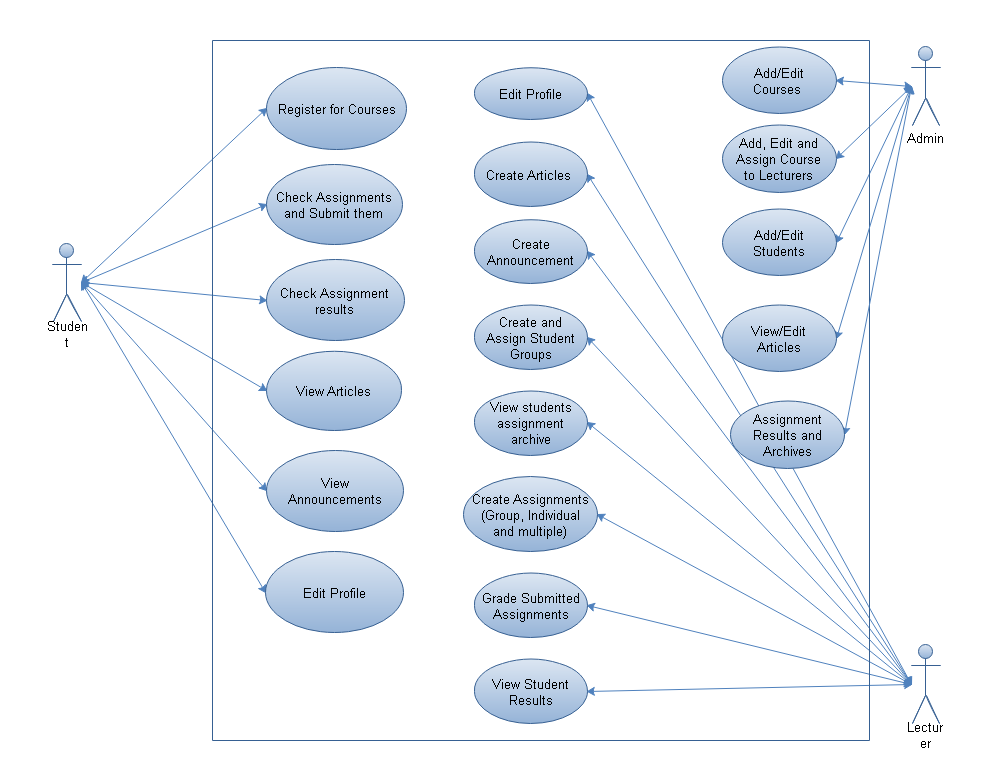 Register for Courses
Check Assignments
and Submit them
Check Assignment
results
View Articles
View
Announcements
Edit Profile
Studen
t
Edit Profile
Create Articles
Create
Announcement
Create and
Assign Student
Groups
View students
assignment
archive
Create Assignments
(Group, Individual
and multiple)
Grade Submitted
Assignments
View Student
Results
Add/Edit
Courses
Add, Edit and
Assign Course
to Lecturers
Add/Edit
Students
View/Edit
Articles
Assignment
Results and
Archives
Admin
Lectur
er